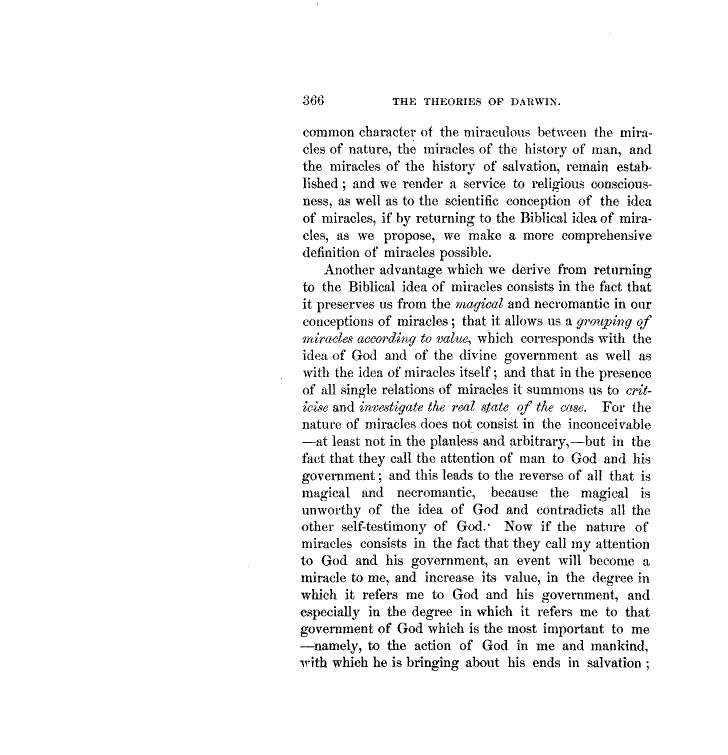 366 THE THEORIES OF DARWIN.
common character of the miraculous between the mira-
cles of nature, the miracles of the history of man, and
the miracles of the history of salvation, remain estab-
lished ; and we render a service to religious conscious-
ness, as well as to the scientific conception of the idea
of miracles, if by returning to the Biblical idea of mira-
cles, as we propose, we make a more comprehensive
definition of miracles possible.
Another advantage which we derive from returning
to the Biblical idea of miracles consists in the fact that
it preserves us from the magical and necromantic in our
conceptions of miracles ; that it allows us a grouping of
miracles according to value, which corresponds with the
idea of God and of the divine government as well as
with the idea of miracles itself ; and that in the presence
of all single relations of miracles it summons us to crit-
icise and investigate the real state of the case. For the
nature of miracles does not consist in the inconceivable
—at least not in the planless and arbitrary,—but in the
fact that they call the attention of man to God and his
government ; and this leads to the reverse of all that is
magical and necromantic, because the magical is
unworthy of the idea of God and contradicts all the
other self-testimony of God. Now if the nature of
miracles consists in the fact that they call my attention
to God and his government, an event will become a
miracle to me, and increase its value, in the degree in
which it refers me to God and his government, and
especially in the degree in which it refers me to that
government of God which is the most important to me
—namely, to the action of God in me and mankind,
with which he is bringing about his ends in salvation ;